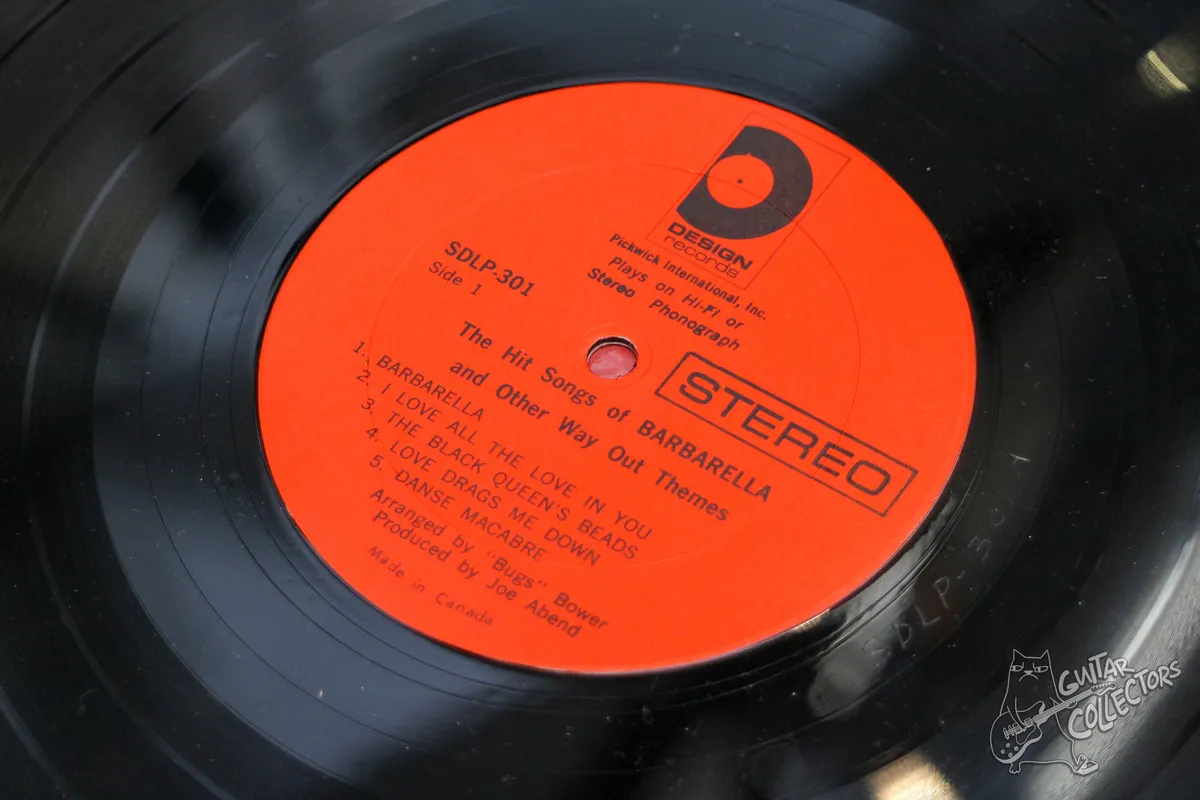 DESIGN
records
Pickwick International, Inc.
Plays on Hi-Fi or
Stereo Phonograph
SDLP-301
Side 1
STEREO
The Hit Songs of BARBARELLA
and Other Way Out Themes
1. BARBARELLA
2. I LOVE ALL THE LOVE IN YOU
3. THE BLACK QUEEN'S BEADS
4. LOVE DRAGS ME DOWN
5. DANSE MACABRE
Arranged by "Bugs" Bower
Produced by Joe Abend
Made in Canada
SDLP-301
GUITAR
COLLECTORS